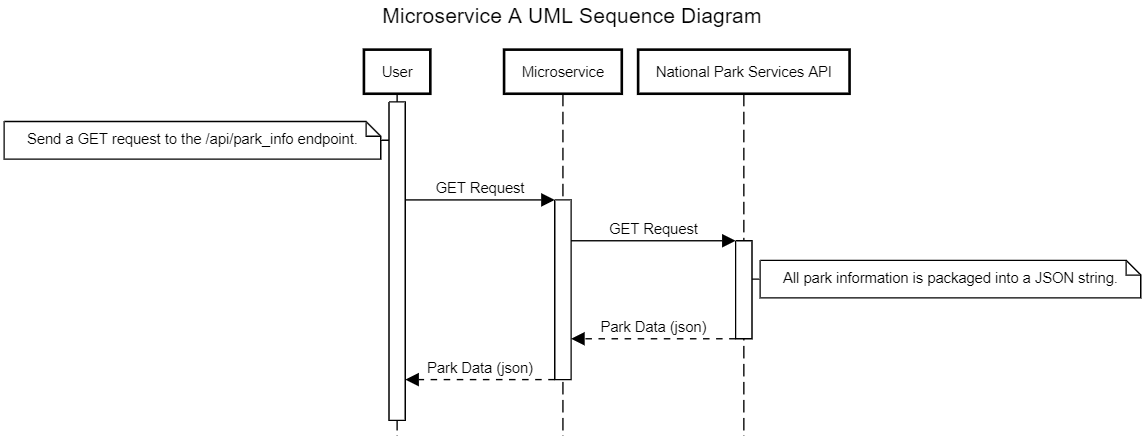 Microservice A UML Sequence Diagram
User
Microservice
National Park Services API
Send a GET request to the /api/park_info endpoint.
GET Request
GET Request
All park information is packaged into a JSON string.
Park Data (json)
Park Data (json)